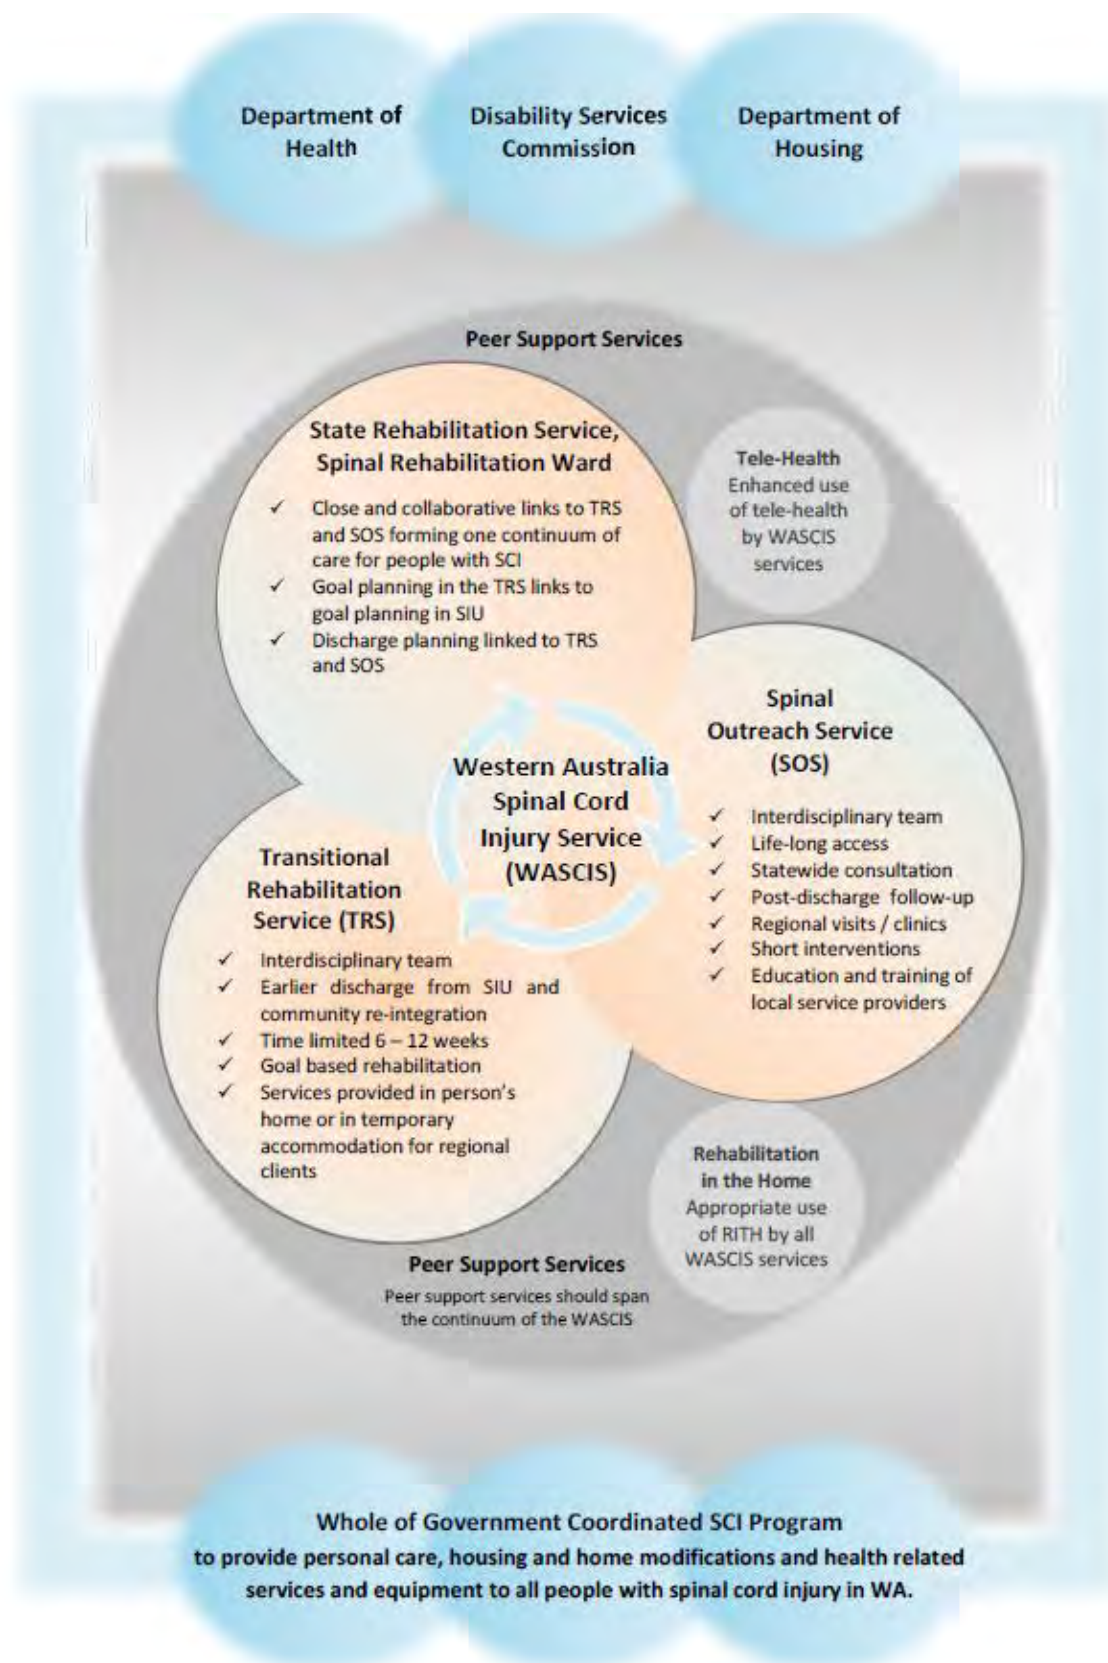 Department of
Health
Disability Services
Commission
Department of
Housing
Peer Support Services
State Rehabilitation Service,
Spinal Rehabilitation Ward
✓ Close and collaborative links to TRS
and SOS forming one continuum of
care for people with SCI
✓ Goal planning in the TRS links to
goal planning in SIU
✓ Discharge planning linked to TRS
and SOS
Tele-Health
Enhanced use
of tele-health
by WASCIS
services
Spinal
Outreach Service
(SOS)
✓ Interdisciplinary team
✓ Life-long access
✓ Statewide consultation
✓ Post-discharge follow-up
✓ Regional visits / clinics
✓ Short interventions
✓ Education and training of
local service providers
Western Australia
Spinal Cord
Injury Service
(WASCIS)
Transitional
Rehabilitation
Service (TRS)
✓ Interdisciplinary team
✓ Earlier discharge from SIU and
community re-integration
✓ Time limited 6 – 12 weeks
✓ Goal based rehabilitation
✓ Services provided in person's
home or in temporary
accommodation for regional
clients
Rehabilitation
in the Home
Appropriate use
of RITH by all
WASCIS services
Peer Support Services
Peer support services should span
the continuum of the WASCIS
Whole of Government Coordinated SCI Program
to provide personal care, housing and home modifications and health related
services and equipment to all people with spinal cord injury in WA.